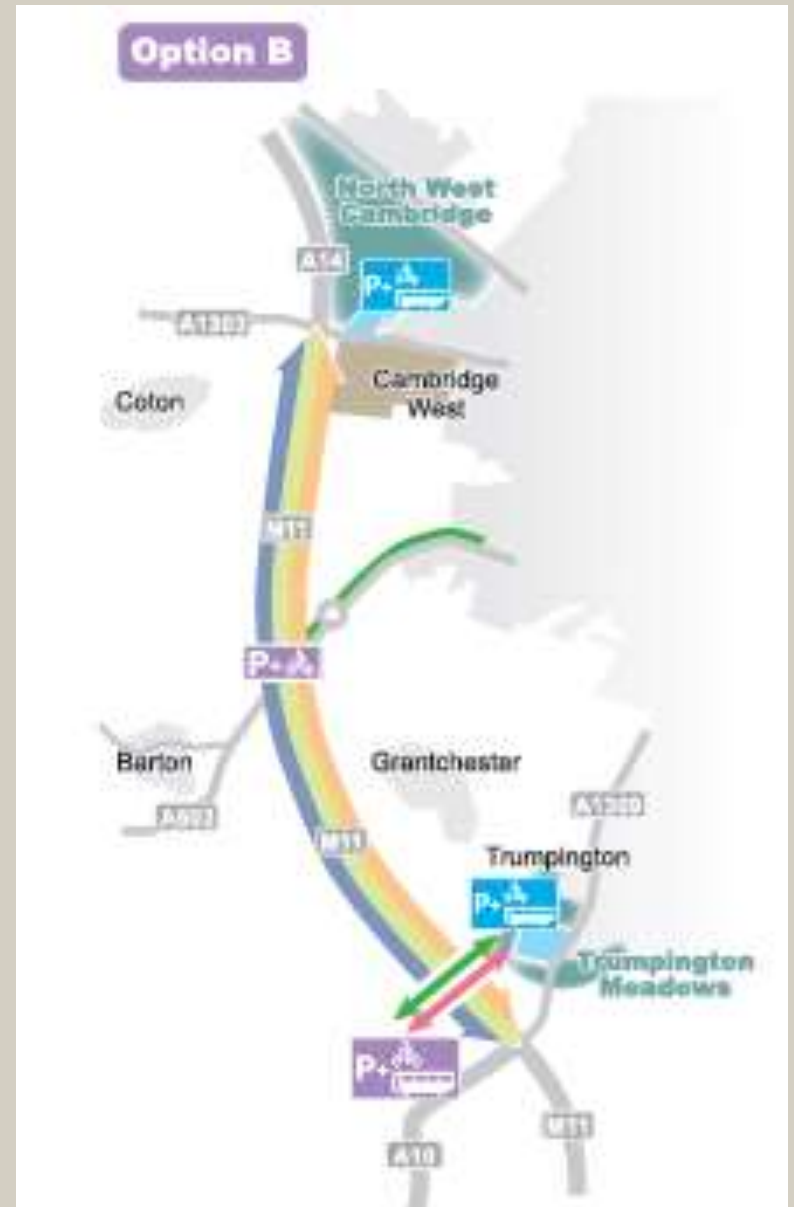 Option B
North West
Cambridge
A14
P+
A1303
Cambridge
West
Coton
M11
P+
Barton
Grantchester
A603
A1309
M11
Trumpington
P+
Trumpington
Meadows
P+
M11
A10